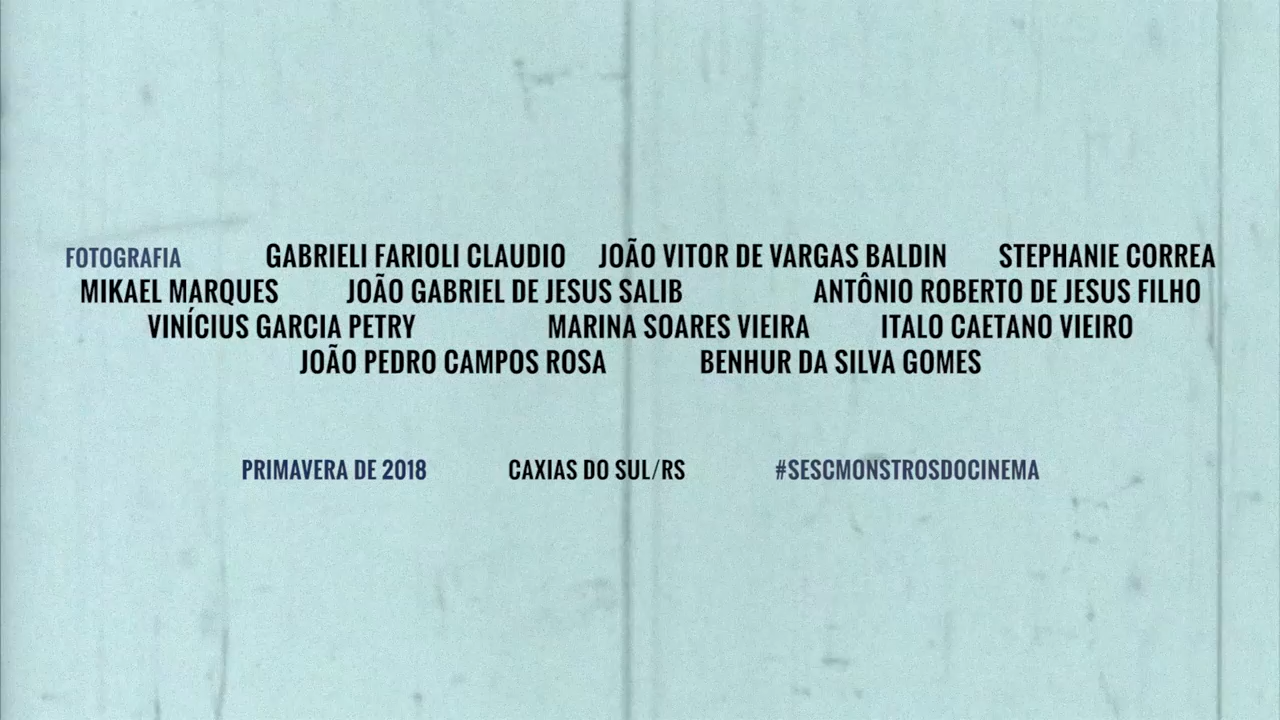 FOTOGRAFIA GABRIELI FARIOLI CLAUDIO JOÃO VITOR DE VARGAS BALDIN STEPHANIE CORREA
MIKAEL MARQUES JOÃO GABRIEL DE JESUS SALIB ANTÔNIO ROBERTO DE JESUS FILHO
VINÍCIUS GARCIA PETRY MARINA SOARES VIEIRA ITALO CAETANO VIEIRO
JOÃO PEDRO CAMPOS ROSA BENHUR DA SILVA GOMES
PRIMAVERA DE 2018 CAXIAS DO SUL/RS #SESCMONSTROSDOCINEMA